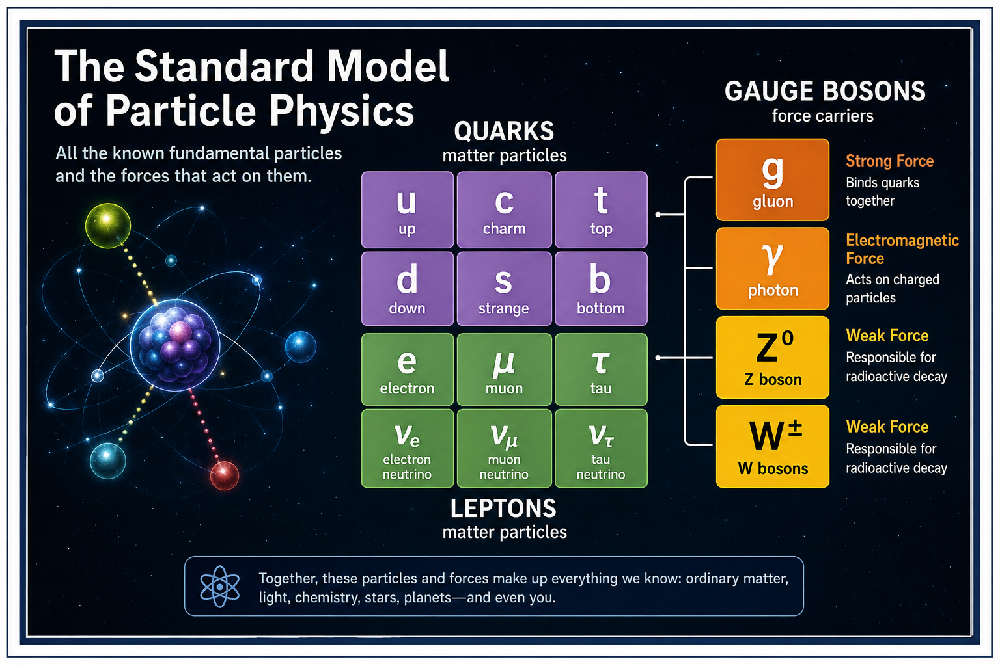 The Standard Model
of Particle Physics
All the known fundamental particles
and the forces that act on them.
QUARKS
matter particles
u
up
c
charm
t
top
d
down
s
strange
b
bottom
e
electron
μ
muon
τ
tau
νe
electron
neutrino
νμ
muon
neutrino
ντ
tau
neutrino
LEPTONS
matter particles
GAUGE BOSONS
force carriers
g
gluon
Strong Force
Binds quarks
together
γ
photon
Electromagnetic
Force
Acts on charged
particles
Z⁰
Z boson
Weak Force
Responsible for
radioactive decay
W±
W bosons
Weak Force
Responsible for
radioactive decay
Together, these particles and forces make up everything we know: ordinary matter,
light, chemistry, stars, planets—and even you.